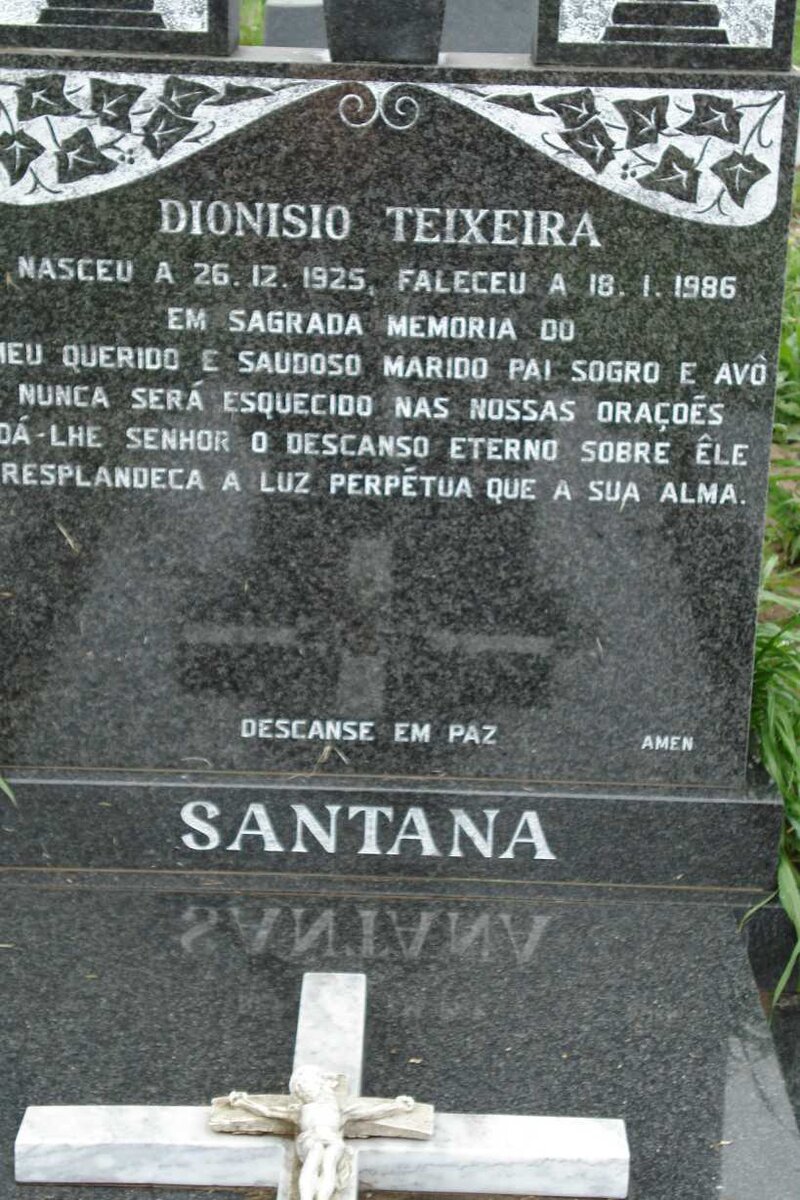 DIONISIO TEIXEIRA
NASCEU A 26.12.1925, FALECEU A 18.1.1986
EM SAGRADA MEMORIA DO
MEU QUERIDO E SAUDOSO MARIDO PAI SOGRO E AVÔ
NUNCA SERÁ ESQUECIDO NAS NOSSAS ORAÇOÉS
DÁ-LHE SENHOR O DESCANSO ETERNO SOBRE ÊLE
RESPLANDECA A LUZ PERPÉTUA QUE A SUA ALMA.
DESCANSE EM PAZ AMEN
SANTANA